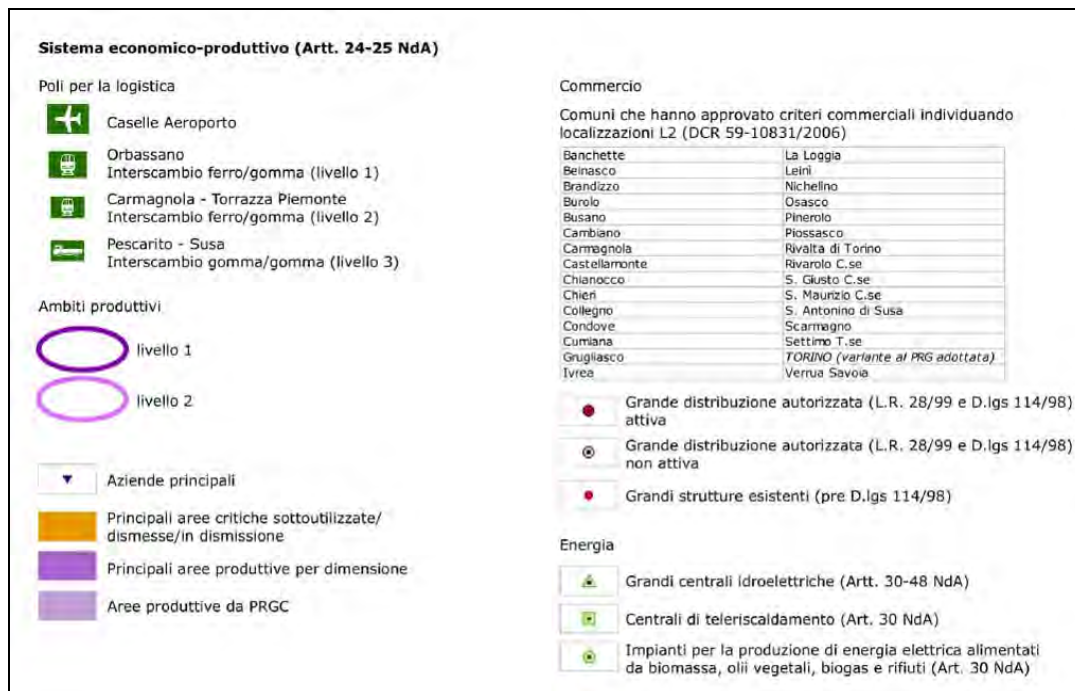 Sistema economico-produttivo (Artt. 24-25 NdA)
Poli per la logistica
Caselle Aeroporto
Orbassano
Interscambio ferro/gomma (livello 1)
Carmagnola - Torrazza Piemonte
Interscambio ferro/gomma (livello 2)
Pescarito - Susa
Interscambio gomma/gomma (livello 3)
Ambiti produttivi
livello 1
livello 2
Aziende principali
Principali aree critiche sottoutilizzate/
dismesse/in dismissione
Principali aree produttive per dimensione
Aree produttive da PRGC
Commercio
Comuni che hanno approvato criteri commerciali individuando
localizzazioni L2 (DCR 59-10831/2006)
Banchette La Loggia
Beinasco Leinì
Brandizzo Nichelino
Burolo Osasco
Busano Pinerolo
Cambiano Piossasco
Carmagnola Rivalta di Torino
Castellamonte Rivarolo C.se
Chianocco S. Giusto C.se
Chieri S. Maurizio C.se
Collegno S. Antonino di Susa
Condove Scarmagno
Cumiana Settimo T.se
Grugliasco TORINO (variante al PRG adottata)
Ivrea Verrua Savoia
Grande distribuzione autorizzata (L.R. 28/99 e D.lgs 114/98)
attiva
Grande distribuzione autorizzata (L.R. 28/99 e D.lgs 114/98)
non attiva
Grandi strutture esistenti (pre D.lgs 114/98)
Energia
Grandi centrali idroelettriche (Artt. 30-48 NdA)
Centrali di teleriscaldamento (Art. 30 NdA)
Impianti per la produzione di energia elettrica alimentati
da biomassa, olii vegetali, biogas e rifiuti (Art. 30 NdA)